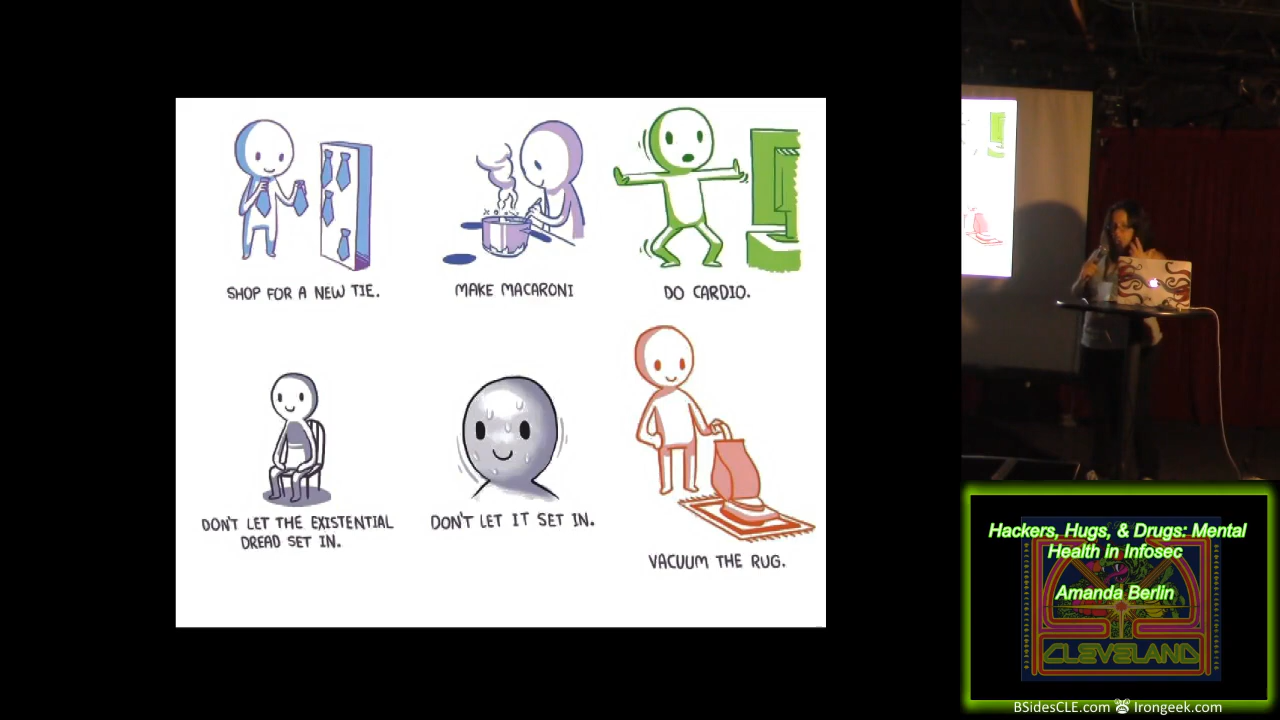 SHOP FOR A NEW TIE.
MAKE MACARONI
DO CARDIO.
DON'T LET THE EXISTENTIAL
DREAD SET IN.
DON'T LET IT SET IN.
VACUUM THE RUG.
Hackers, Hugs, & Drugs: Mental
Health in Infosec
Amanda Berlin
CLEVELAND
BSidesCLE.com Irongeek.com